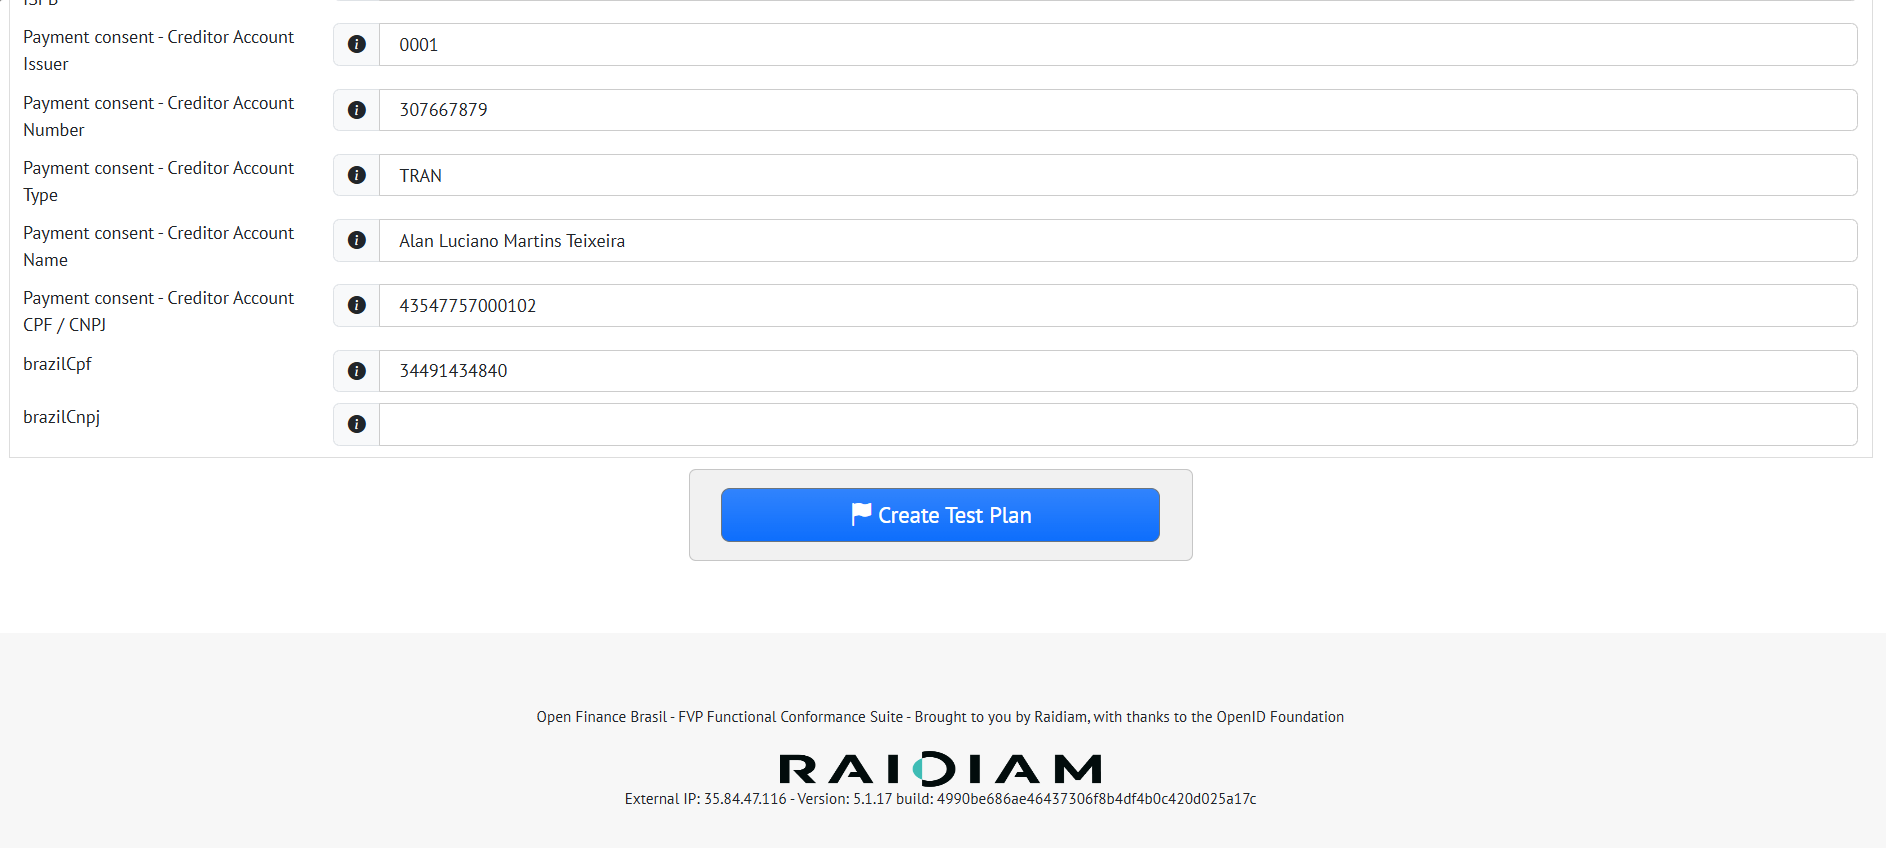 ISPB
Payment consent - Creditor Account
Issuer
0001
Payment consent - Creditor Account
Number
307667879
Payment consent - Creditor Account
Type
TRAN
Payment consent - Creditor Account
Name
Alan Luciano Martins Teixeira
Payment consent - Creditor Account
CPF / CNPJ
43547757000102
brazilCpf
34491434840
brazilCnpj
Create Test Plan
Open Finance Brasil - FVP Functional Conformance Suite - Brought to you by Raidiam, with thanks to the OpenID Foundation
RAIDIAM
External IP: 35.84.47.116 - Version: 5.1.17 build: 4990be686ae46437306f8b4df4b0c420d025a17c